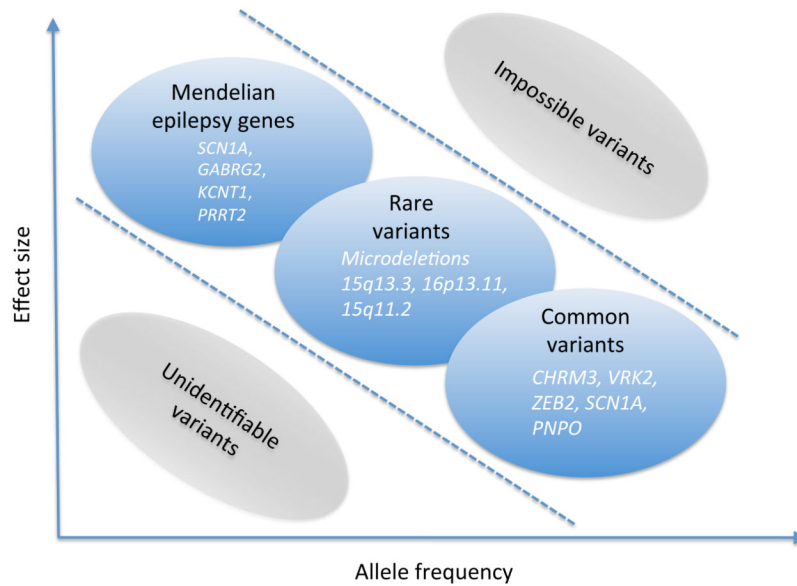 Effect size
Mendelian
epilepsy genes
SCN1A,
GABRG2,
KCNT1,
PRRT2
Impossible variants
Rare
variants
Microdeletions
15q13.3, 16p13.11,
15q11.2
Common
variants
CHRM3, VRK2,
ZEB2, SCN1A,
PNPO
Unidentifiable
variants
Allele frequency